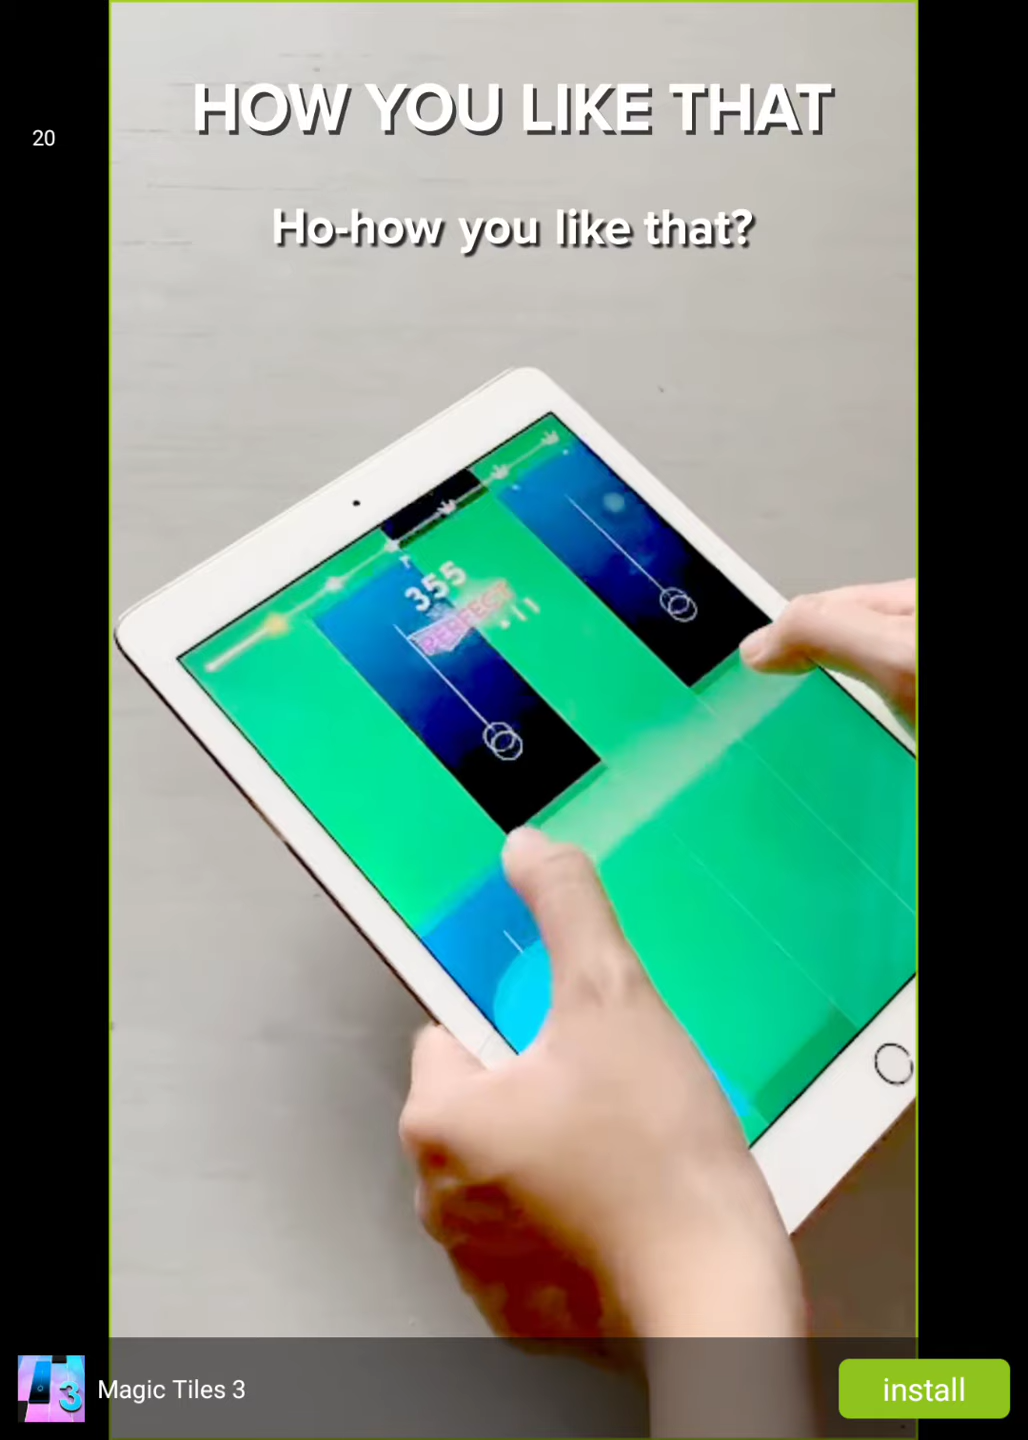 HOW YOU LIKE THAT
20
Ho-how you like that?
355
PERFECT
Magic Tiles 3
install